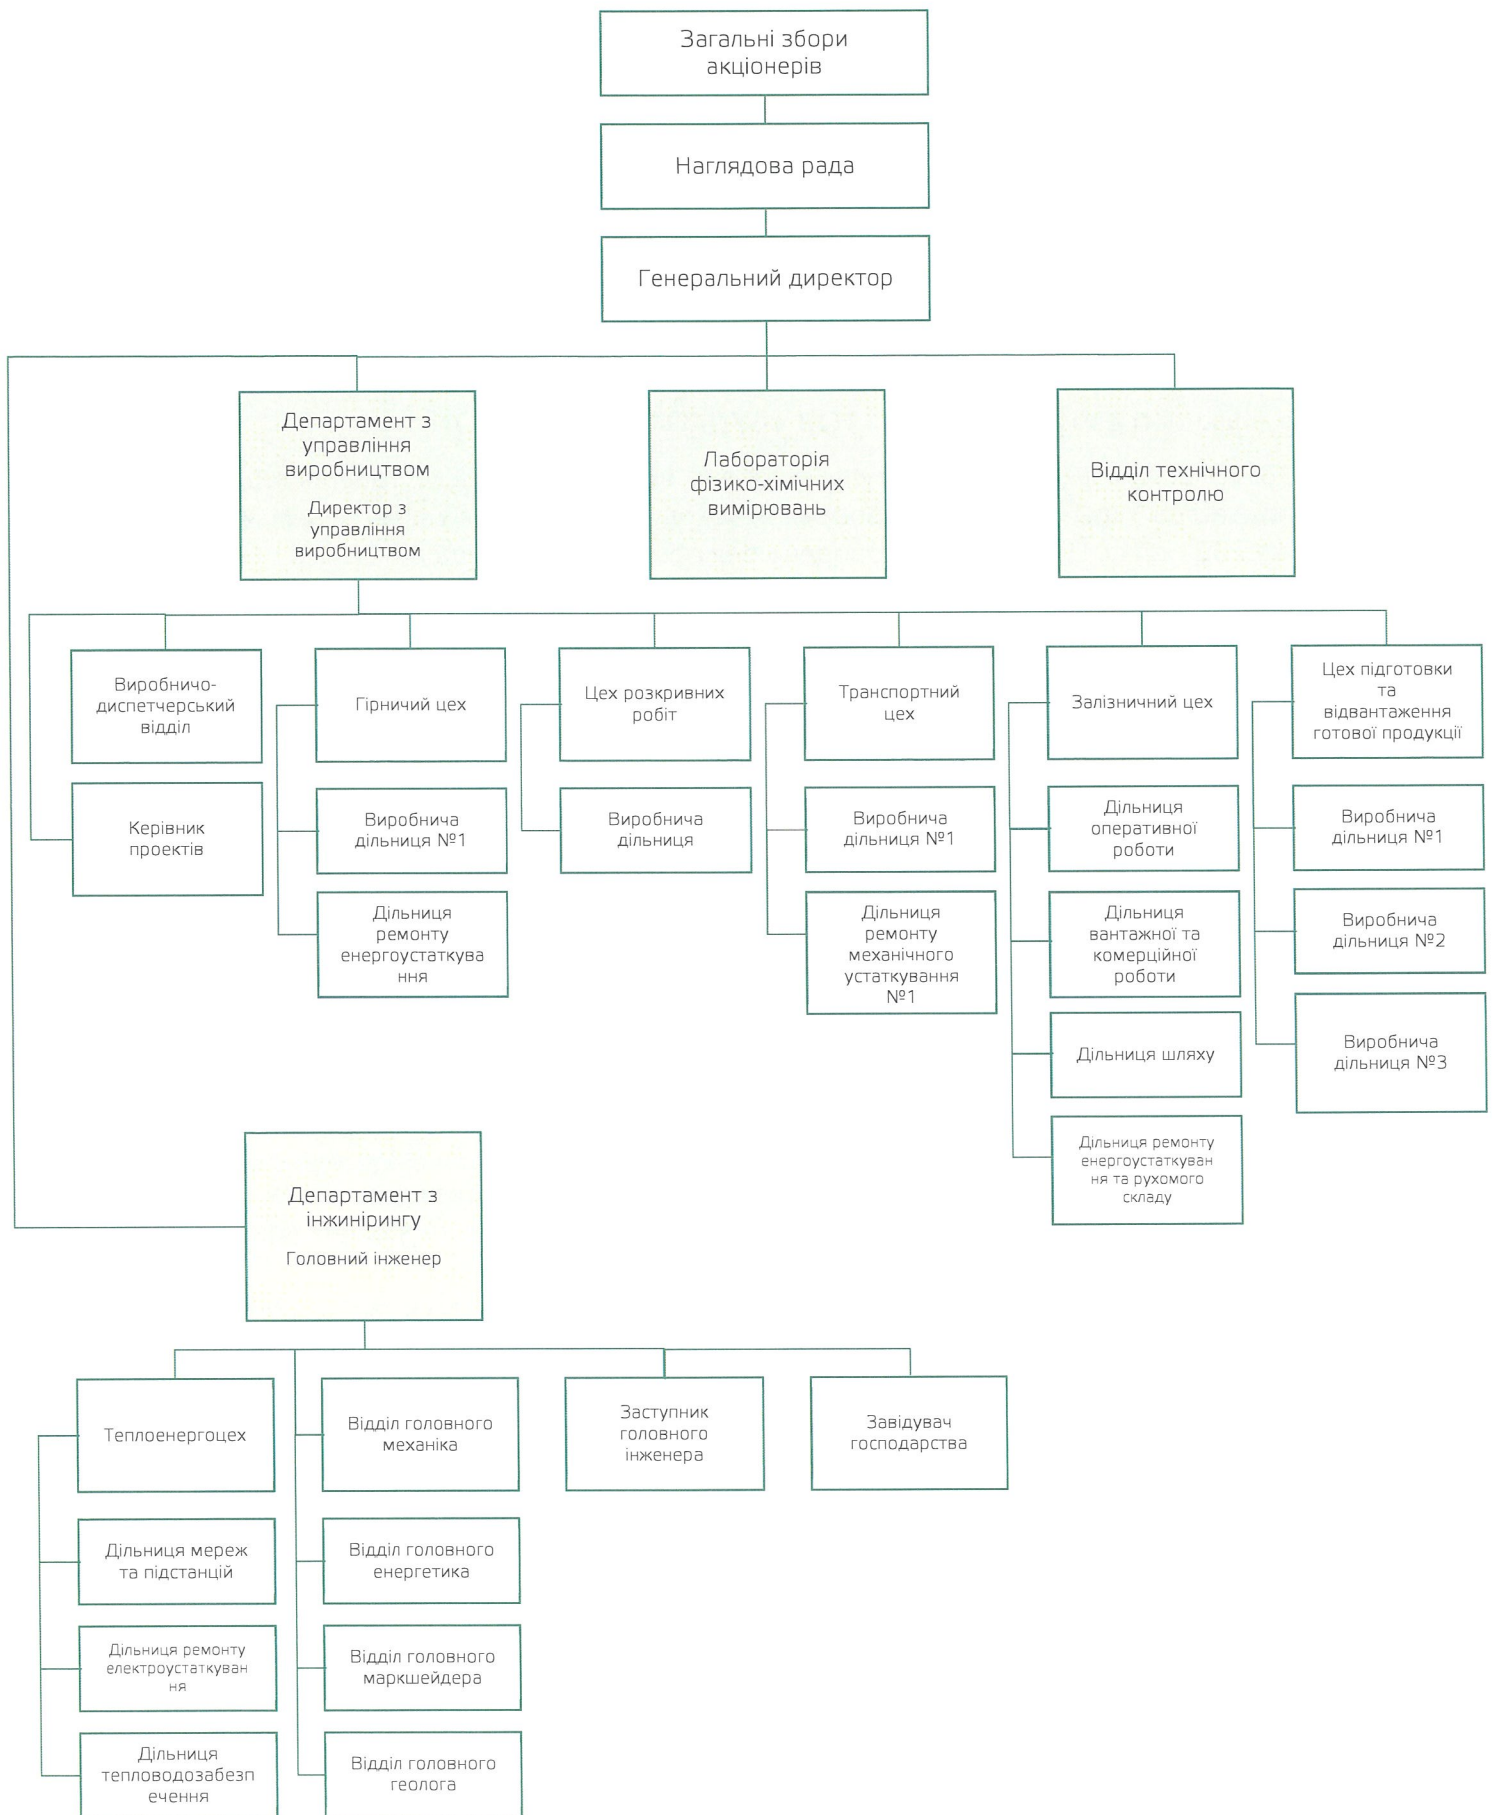 Загальні збори
акціонерів
Наглядова рада
Генеральний директор
Департамент з
управління
виробництвом
Директор з
управління
виробництвом
Лабораторія
фізико-хімічних
вимірювань
Відділ технічного
контролю
Виробничо-
диспетчерський
відділ
Керівник
проектів
Гірничий цех
Виробнича
дільниця №1
Дільниця
ремонту
енергоустаткува
ння
Цех розкривних
робіт
Виробнича
дільниця
Транспортний
цех
Виробнича
дільниця №1
Дільниця
ремонту
механічного
устаткування
№1
Залізничний цех
Дільниця
оперативної
роботи
Дільниця
вантажної та
комерційної
роботи
Дільниця шляху
Дільниця ремонту
енергоустаткуван
ня та рухомого
складу
Цех підготовки
та
відвантаження
готової продукції
Виробнича
дільниця №1
Виробнича
дільниця №2
Виробнича
дільниця №3
Департамент з
інжинірингу
Головний інженер
Теплоенергоцех
Дільниця мереж
та підстанцій
Дільниця ремонту
електроустаткуван
ня
Дільниця
тепловодозабезп
ечення
Відділ головного
механіка
Відділ головного
енергетика
Відділ головного
маркшейдера
Відділ головного
геолога
Заступник
головного
інженера
Завідувач
господарства